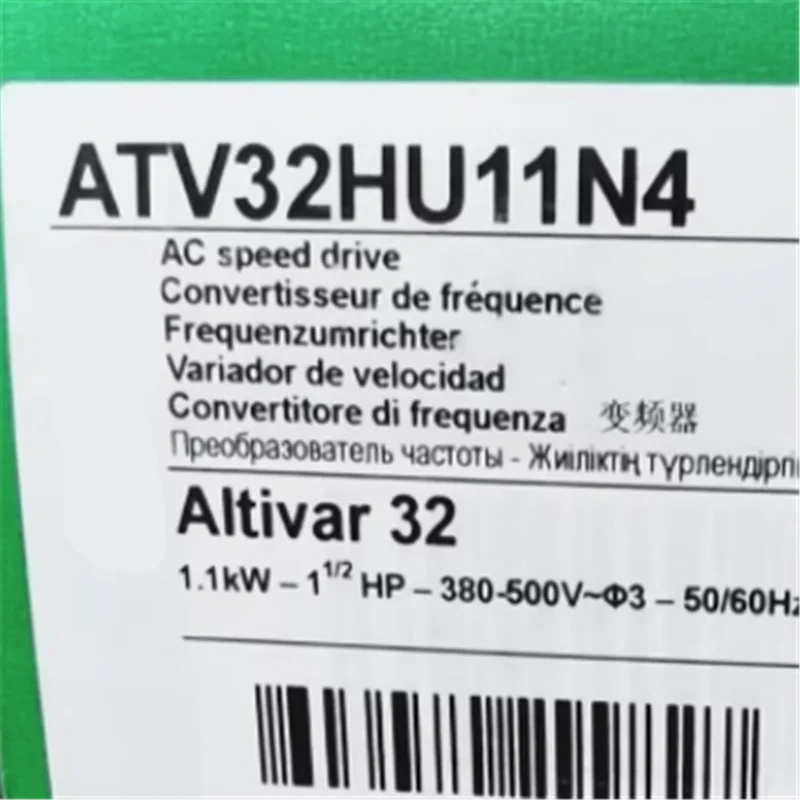 ATV32HU11N4
AC speed drive
Convertisseur de fréquence
Frequenzumrichter
Variador de velocidad
Convertitore di frequenza 变频器
Преобразователь частоты - Жиіліктің түрлендіргі
Altivar 32
1.1kW – 1 1/2 HP – 380-500V~Φ3 – 50/60Hz